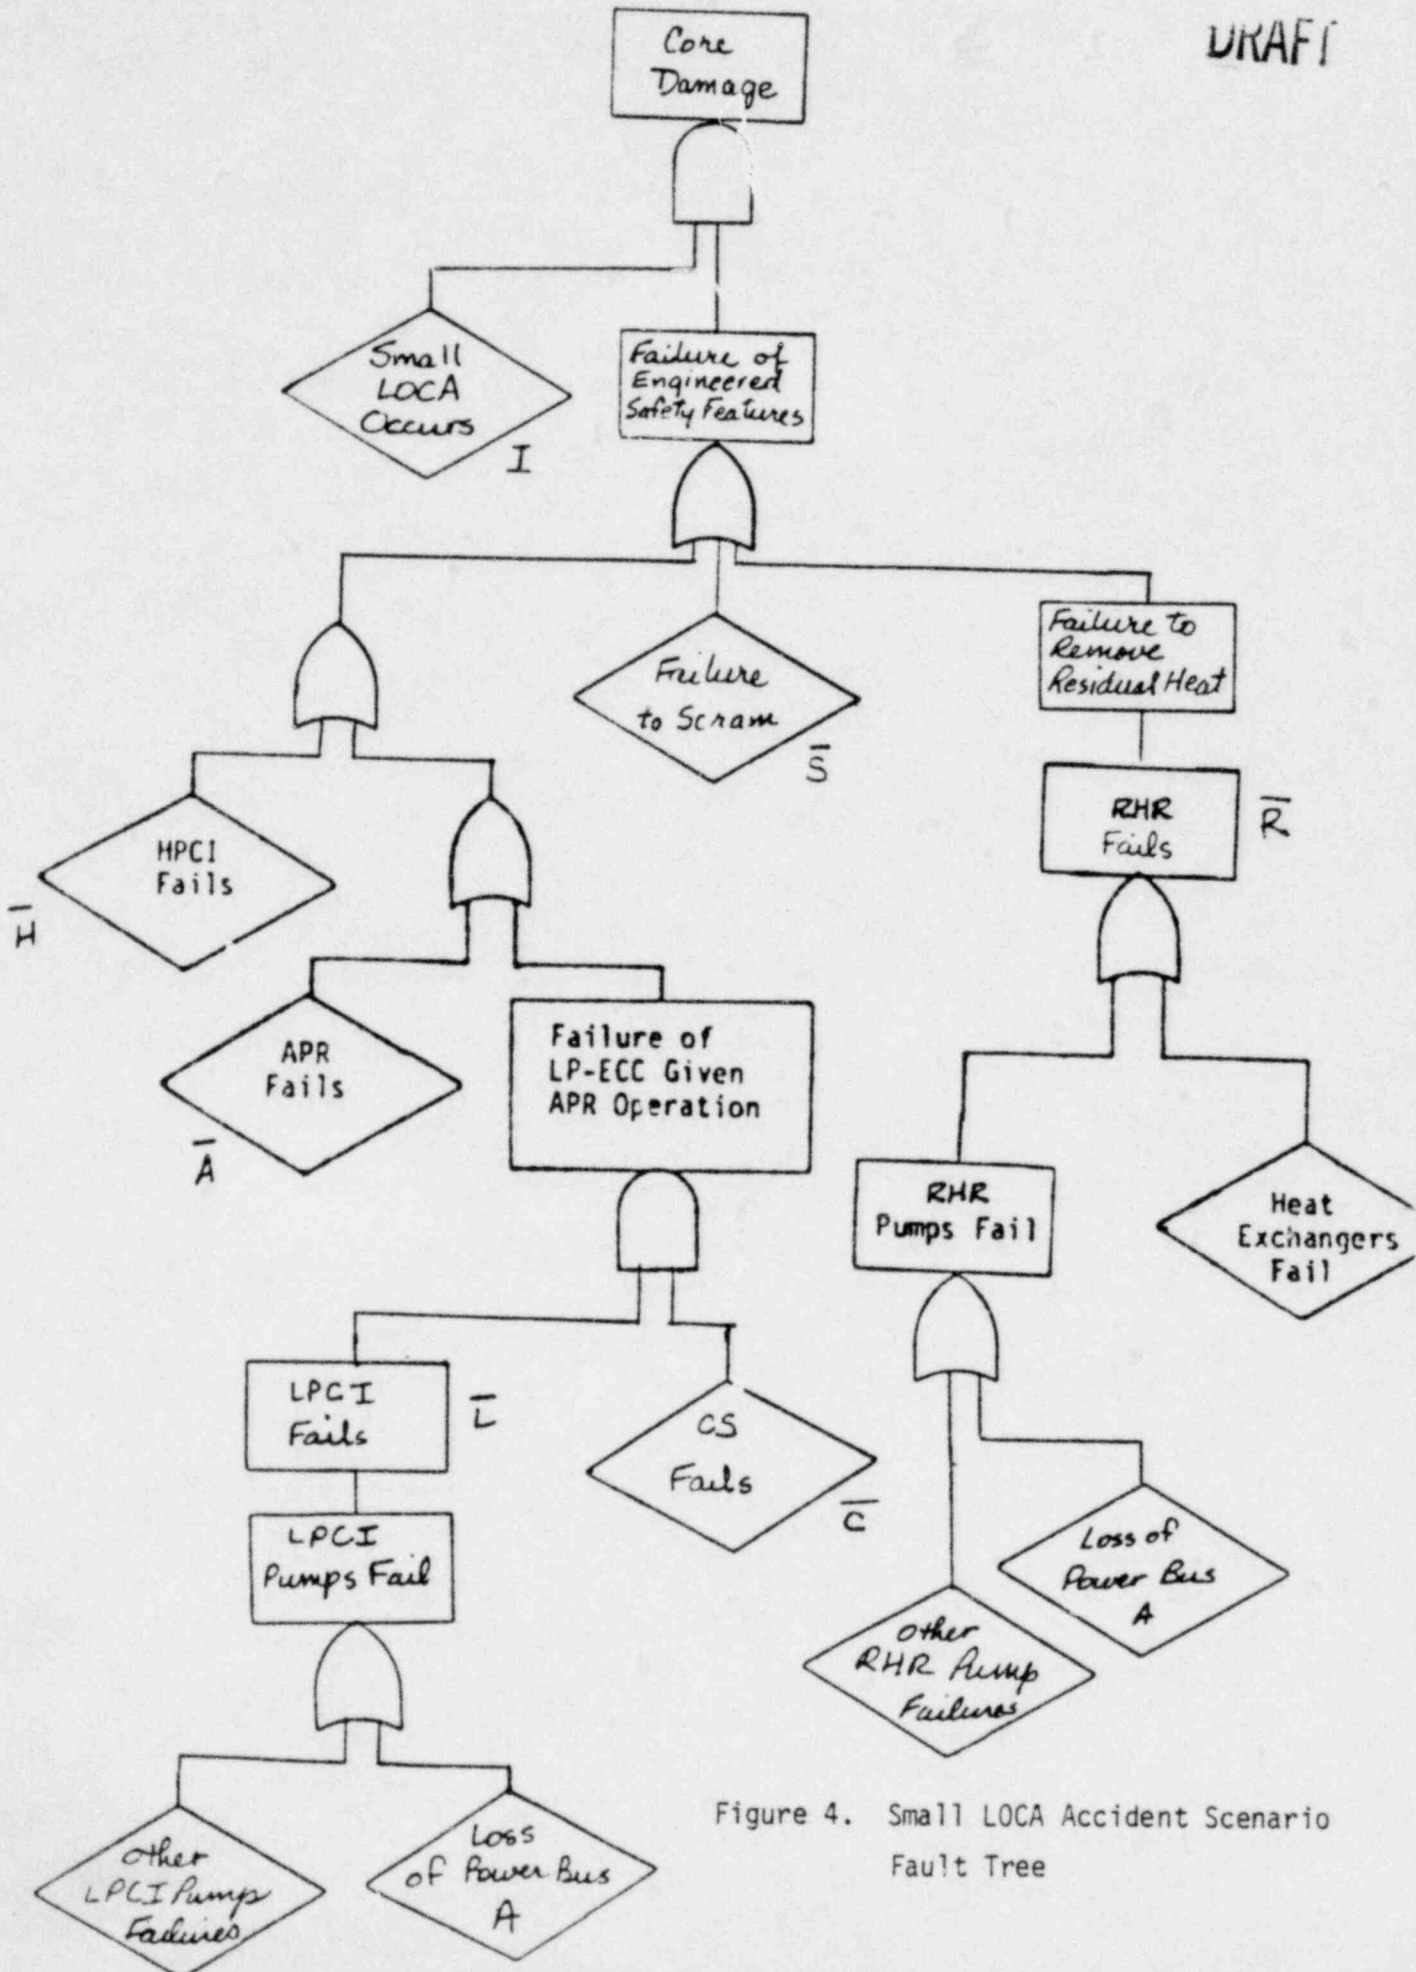 DRAFT
Core
Damage
Small
LOCA
Occurs
I
Failure of
Engineered
Safety Features
Failure
to Scram
S̅
Failure to
Remove
Residual Heat
RHR
Fails
R̅
HPCI
Fails
H̅
APR
Fails
A̅
Failure of
LP-ECC Given
APR Operation
RHR
Pumps Fail
Heat
Exchangers
Fail
LPCI
Fails
L̅
CS
Fails
C̅
LPCI
Pumps Fail
Loss of
Power Bus
A
Other
RHR Pump
Failures
Other
LPCI Pump
Failures
Loss
of Power Bus
A
Figure 4. Small LOCA Accident Scenario
Fault Tree